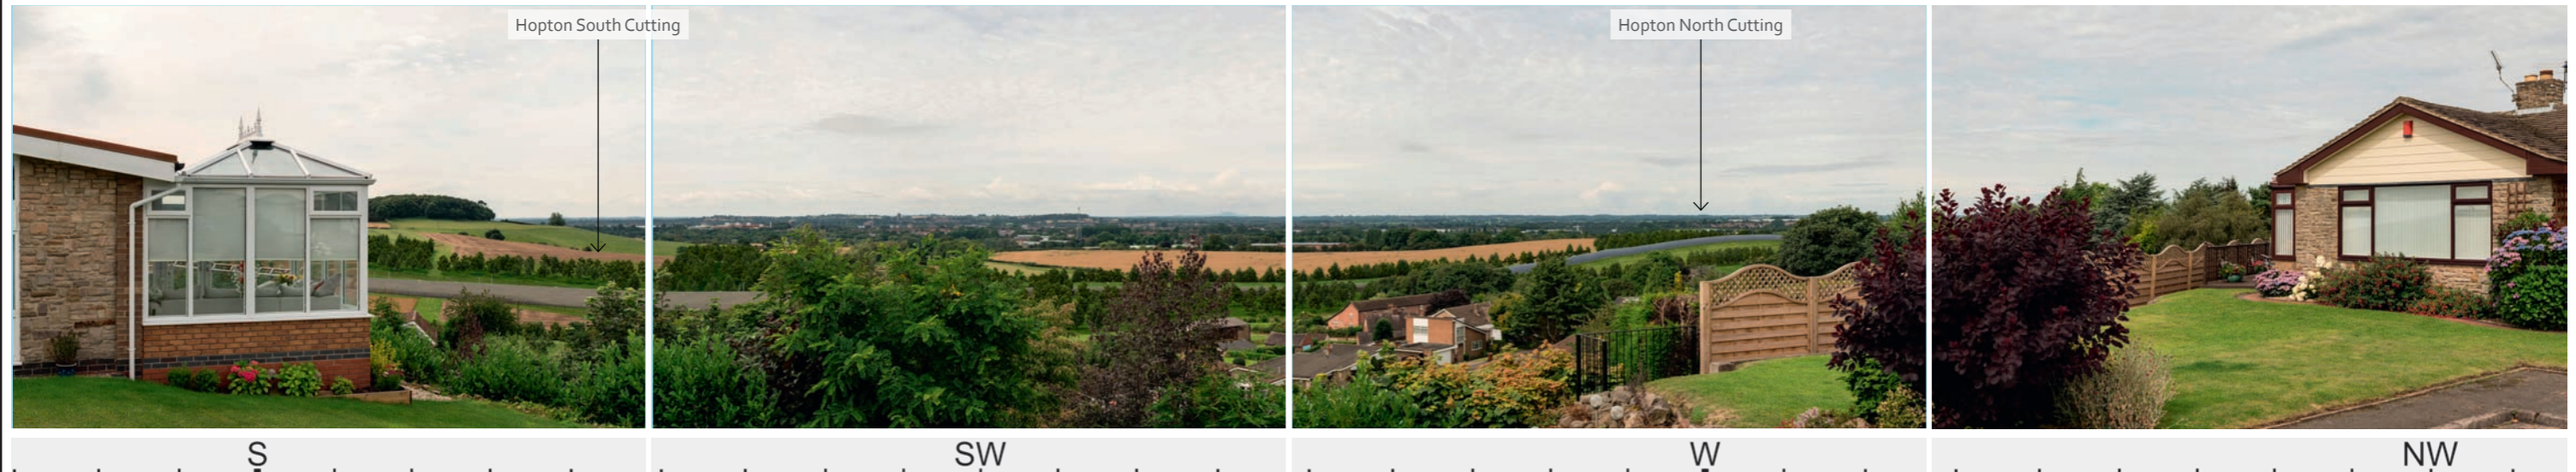 Hopton South Cutting
Hopton North Cutting
S
SW
W
NW